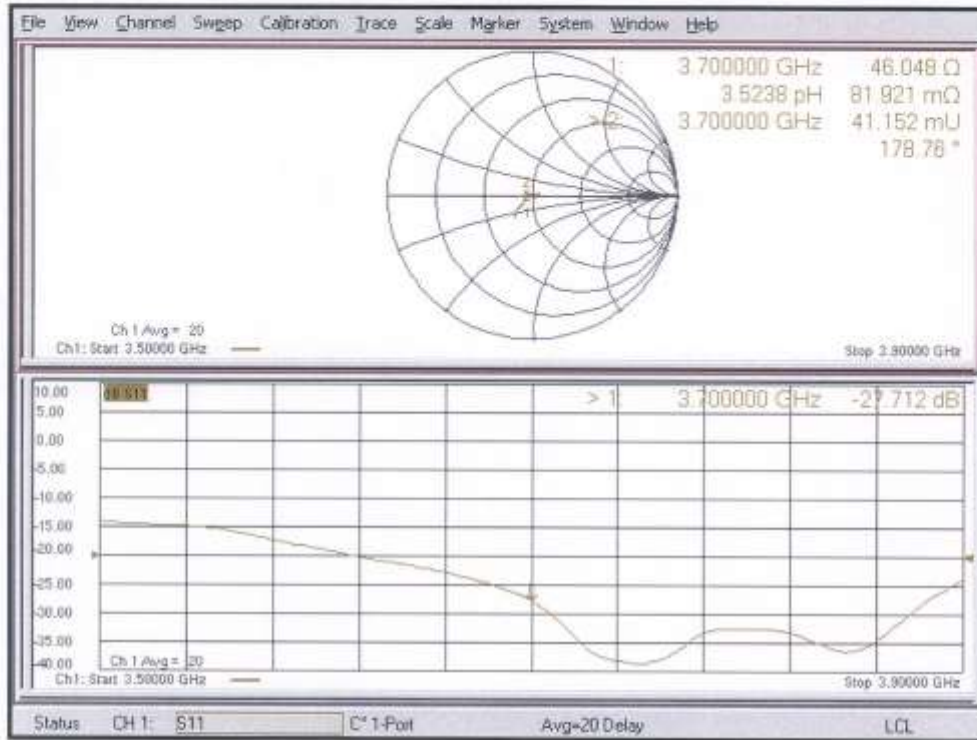 File View Channel Sweep Calibration Trace Scale Marker System Window Help
1: 3.700000 GHz 46.048 Ω
3.5238 pH 81.921 mΩ
> 2: 3.700000 GHz 41.152 mU
178.76 °
Ch 1 Avg = 20
Ch1: Start 3.50000 GHz
Stop 3.90000 GHz
dB S11
> 1: 3.700000 GHz -27.712 dB
10.00
5.00
0.00
-5.00
-10.00
-15.00
-20.00
-25.00
-30.00
-35.00
-40.00
Ch 1 Avg = 20
Ch1: Start 3.50000 GHz
Stop 3.90000 GHz
Status CH 1: S11 C* 1-Port Avg=20 Delay LCL